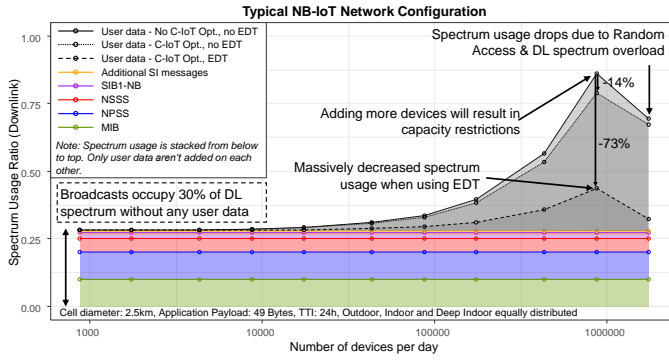 Typical NB-IoT Network Configuration
Spectrum Usage Ratio (Downlink)
1.00
0.75
0.50
0.25
0.00
User data - No C-IoT Opt., no EDT
User data - C-IoT Opt., no EDT
User data - C-IoT Opt., EDT
Additional SI messages
SIB1-NB
NSSS
NPSS
MIB
Note: Spectrum usage is stacked from below
to top. Only user data aren't added on each
other.
Broadcasts occupy 30% of DL
spectrum without any user data
Spectrum usage drops due to Random
Access & DL spectrum overload
-14%
Adding more devices will result in
capacity restrictions
-73%
Massively decreased spectrum
usage when using EDT
Cell diameter: 2.5km, Application Payload: 49 Bytes, TTI: 24h, Outdoor, Indoor and Deep Indoor equally distributed
1000
10000
100000
1000000
Number of devices per day